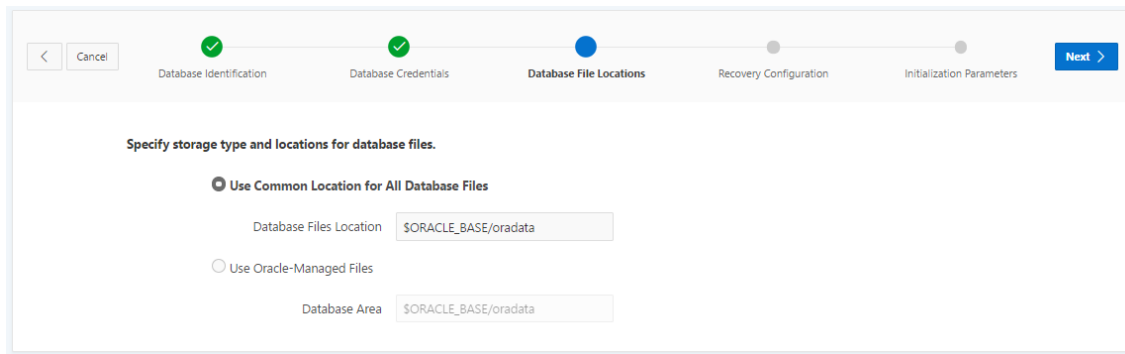 Cancel
Next
Database Identification
Database Credentials
Database File Locations
Recovery Configuration
Initialization Parameters
Specify storage type and locations for database files.
Use Common Location for All Database Files
Database Files Location $ORACLE_BASE/oradata
Use Oracle-Managed Files
Database Area $ORACLE_BASE/oradata